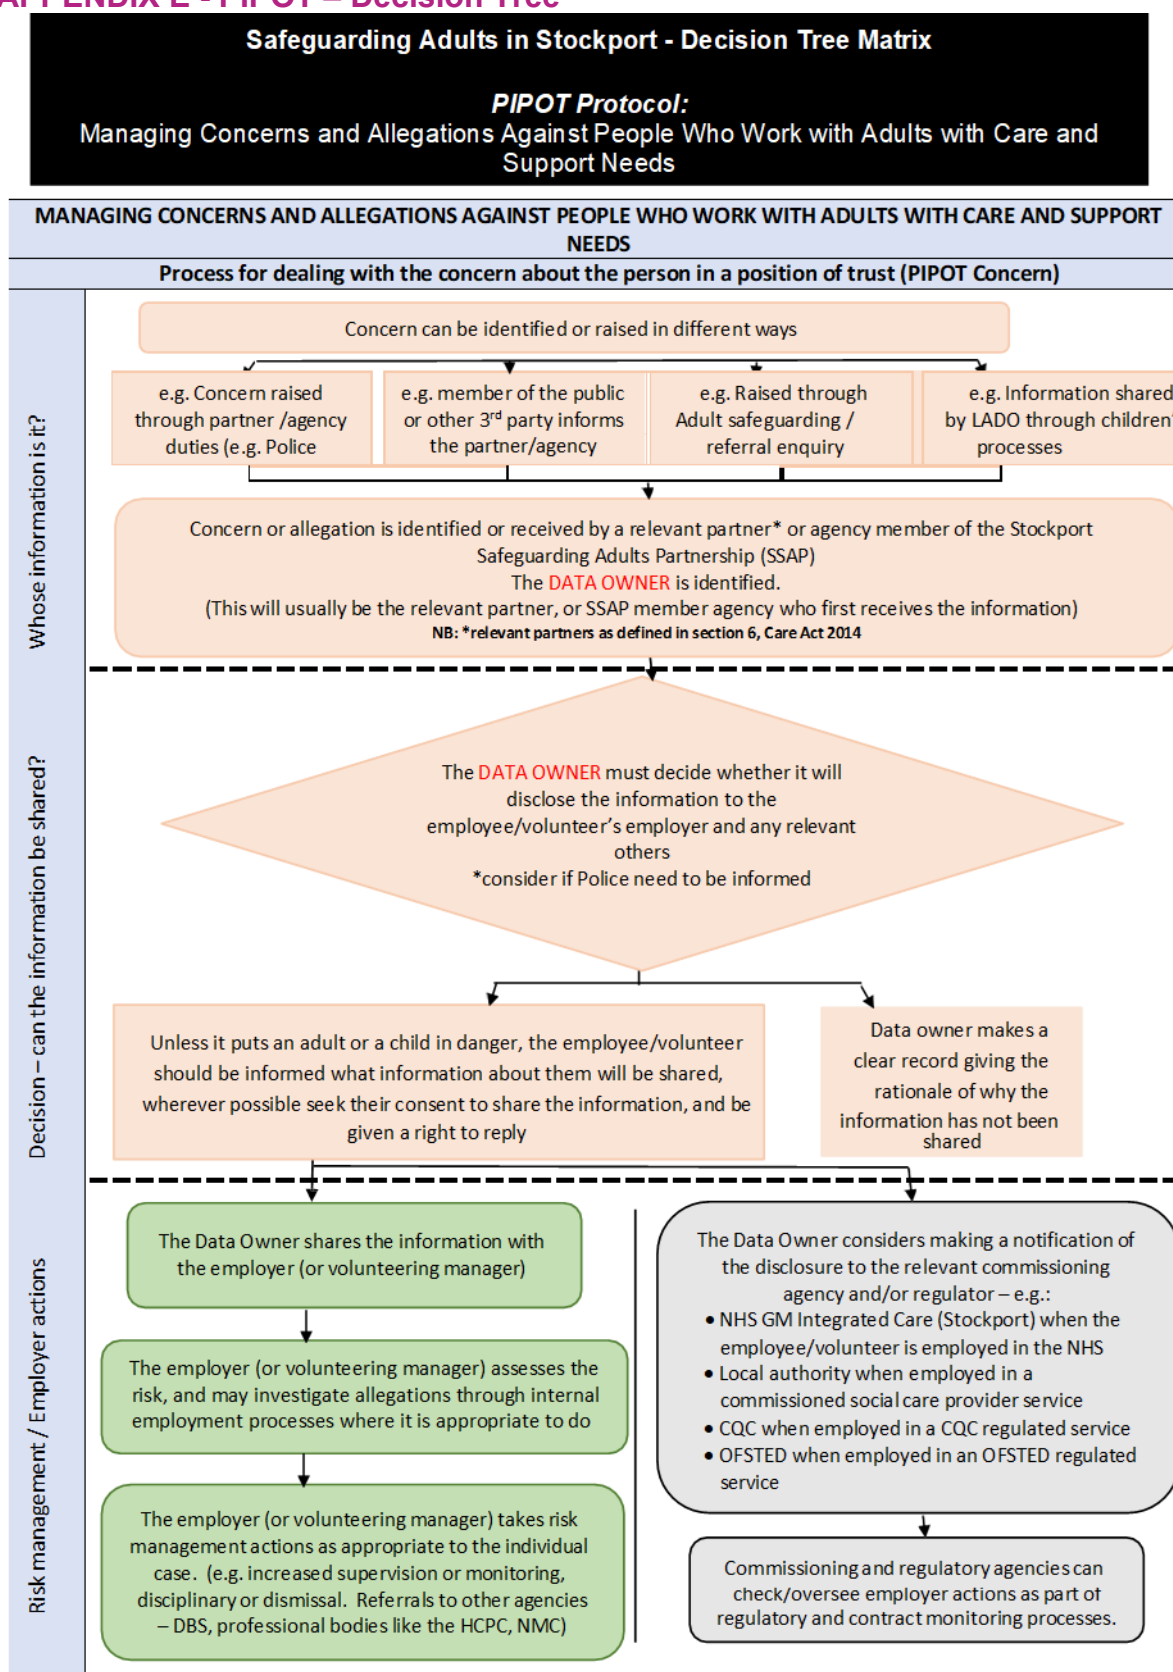 APPENDIX E - PIPOT – Decision Tree
Safeguarding Adults in Stockport - Decision Tree Matrix
PIPOT Protocol:
Managing Concerns and Allegations Against People Who Work with Adults with Care and
Support Needs
MANAGING CONCERNS AND ALLEGATIONS AGAINST PEOPLE WHO WORK WITH ADULTS WITH CARE AND SUPPORT
NEEDS
Process for dealing with the concern about the person in a position of trust (PIPOT Concern)
Whose information is it?
Concern can be identified or raised in different ways
e.g. Concern raised
through partner /agency
duties (e.g. Police
e.g. member of the public
or other 3rd party informs
the partner/agency
e.g. Raised through
Adult safeguarding /
referral enquiry
e.g. Information shared
by LADO through children'
processes
Concern or allegation is identified or received by a relevant partner* or agency member of the Stockport
Safeguarding Adults Partnership (SSAP)
The DATA OWNER is identified.
(This will usually be the relevant partner, or SSAP member agency who first receives the information)
NB: *relevant partners as defined in section 6, Care Act 2014
Decision – can the information be shared?
The DATA OWNER must decide whether it will
disclose the information to the
employee/volunteer's employer and any relevant
others
*consider if Police need to be informed
Unless it puts an adult or a child in danger, the employee/volunteer
should be informed what information about them will be shared,
wherever possible seek their consent to share the information, and be
given a right to reply
Data owner makes a
clear record giving the
rationale of why the
information has not been
shared
Risk management / Employer actions
The Data Owner shares the information with
the employer (or volunteering manager)
The employer (or volunteering manager) assesses the
risk, and may investigate allegations through internal
employment processes where it is appropriate to do
The employer (or volunteering manager) takes risk
management actions as appropriate to the individual
case. (e.g. increased supervision or monitoring,
disciplinary or dismissal. Referrals to other agencies
– DBS, professional bodies like the HCPC, NMC)
The Data Owner considers making a notification of
the disclosure to the relevant commissioning
agency and/or regulator – e.g.:
• NHS GM Integrated Care (Stockport) when the
employee/volunteer is employed in the NHS
• Local authority when employed in a
commissioned social care provider service
• CQC when employed in a CQC regulated service
• OFSTED when employed in an OFSTED regulated
service
Commissioning and regulatory agencies can
check/oversee employer actions as part of
regulatory and contract monitoring processes.